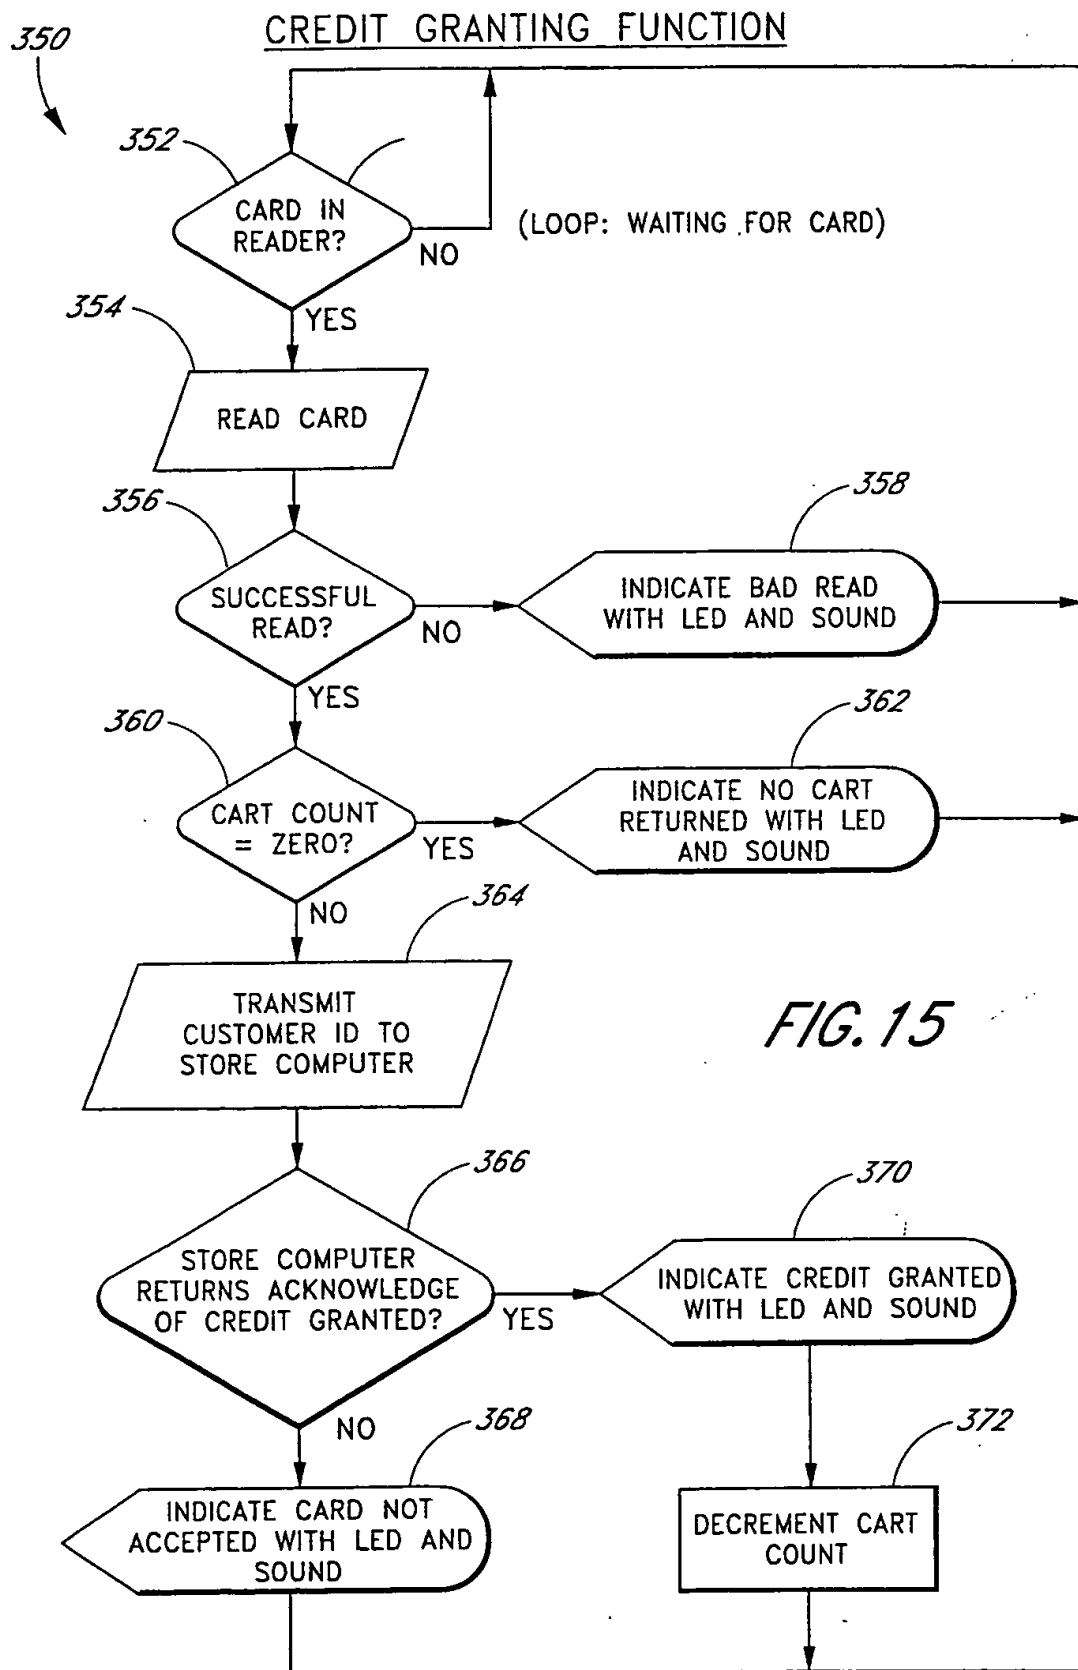 CREDIT GRANTING FUNCTION
350
352
CARD IN
READER?
NO
(LOOP: WAITING FOR CARD)
YES
354
READ CARD
356
SUCCESSFUL
READ?
NO
358
INDICATE BAD READ
WITH LED AND SOUND
YES
360
CART COUNT
= ZERO?
YES
362
INDICATE NO CART
RETURNED WITH LED
AND SOUND
NO
364
TRANSMIT
CUSTOMER ID TO
STORE COMPUTER
FIG. 15
366
STORE COMPUTER
RETURNS ACKNOWLEDGE
OF CREDIT GRANTED?
YES
370
INDICATE CREDIT GRANTED
WITH LED AND SOUND
NO
368
INDICATE CARD NOT
ACCEPTED WITH LED AND
SOUND
372
DECREMENT CART
COUNT